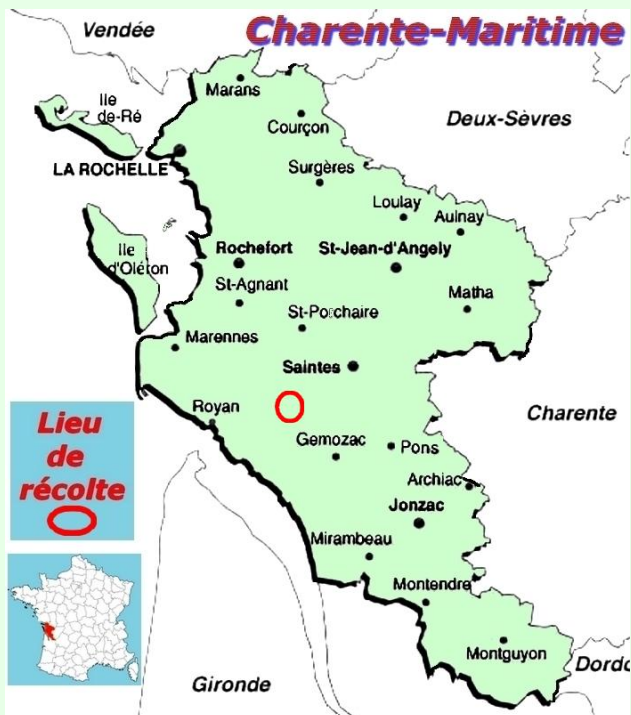 Charente-Maritime
Vendée
Marans
Ile
de-Ré
Courçon
Deux-Sèvres
LA ROCHELLE
Surgères
Loulay
Aulnay
Ile
d'Oléron
Rochefort
St-Jean-d'Angely
St-Agnant
Matha
St-Porchaire
Marennes
Saintes
Royan
Charente
Lieu
de
récolte
Gemozac
Pons
Archiac
Jonzac
Mirambeau
Montendre
Montguyon
Dordo
Gironde